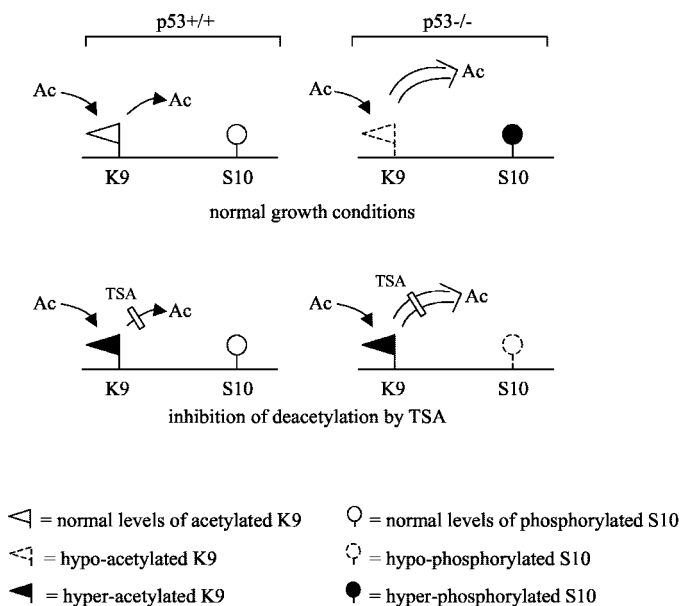 p53+/+ p53-/-
Ac Ac Ac Ac
K9 S10 K9 S10
normal growth conditions
TSA TSA
Ac Ac Ac Ac
K9 S10 K9 S10
inhibition of deacetylation by TSA
= normal levels of acetylated K9 = normal levels of phosphorylated S10
= hypo-acetylated K9 = hypo-phosphorylated S10
= hyper-acetylated K9 = hyper-phosphorylated S10